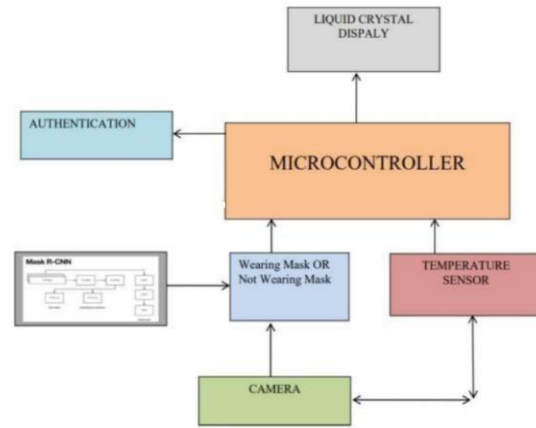 LIQUID CRYSTAL
DISPALY
AUTHENTICATION
MICROCONTROLLER
Mask R-CNN
Wearing Mask OR
Not Wearing Mask
TEMPERATURE
SENSOR
CAMERA